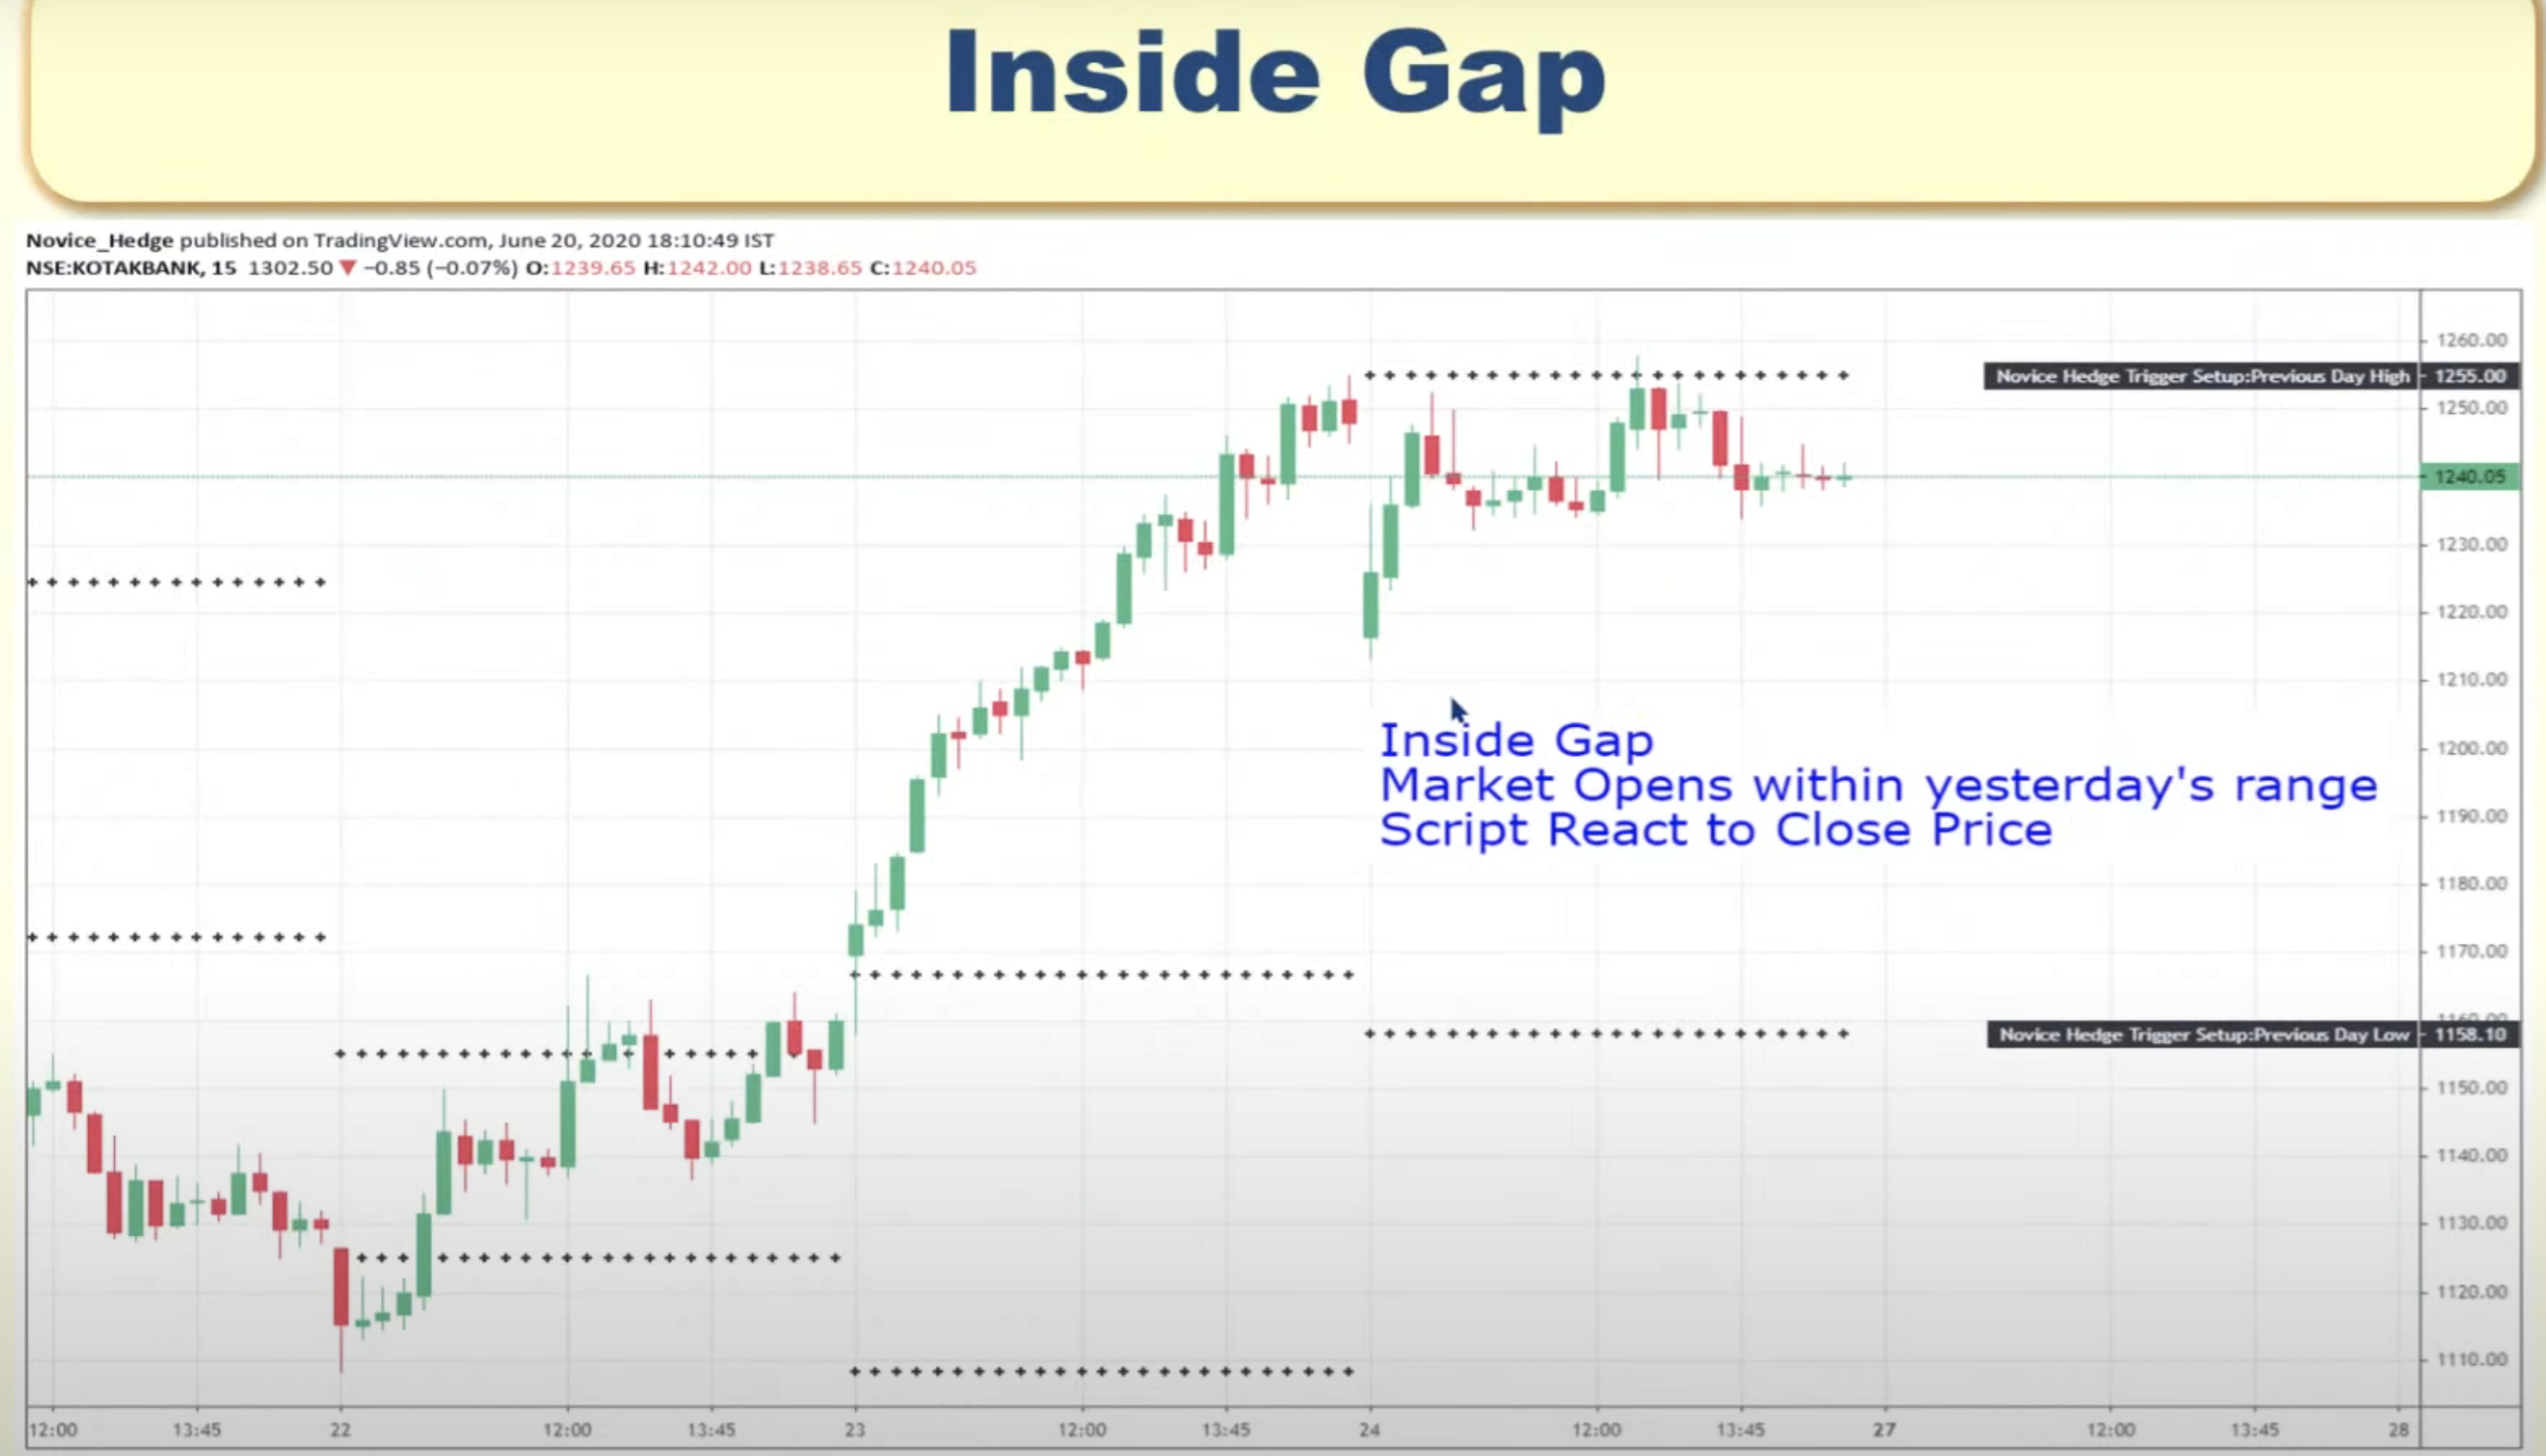 Inside Gap
Novice_Hedge published on TradingView.com, June 20, 2020 18:10:49 IST
NSE:KOTAKBANK, 15 1302.50 ▼ −0.85 (−0.07%) O:1239.65 H:1242.00 L:1238.65 C:1240.05
1260.00
Novice Hedge Trigger Setup:Previous Day High 1255.00
1250.00
1240.05
1230.00
1220.00
1210.00
Inside Gap
1200.00
Market Opens within yesterday's range
1190.00
Script React to Close Price
1180.00
1170.00
1160.00
Novice Hedge Trigger Setup:Previous Day Low 1158.10
1150.00
1140.00
1130.00
1120.00
1110.00
12:00 13:45 22 12:00 13:45 23 12:00 13:45 24 12:00 13:45 27 12:00 13:45 28